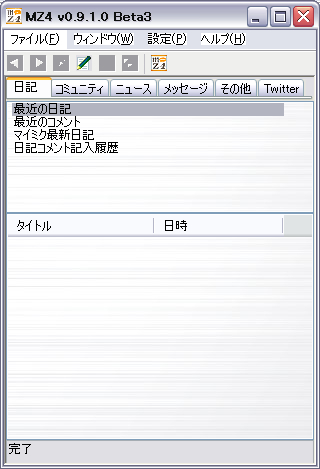 MZ4 v0.9.1.0 Beta3
ファイル(F) ウィンドウ(W) 設定(P) ヘルプ(H)
日記 コミュニティ ニュース メッセージ その他 Twitter
最近の日記
最近のコメント
マイミク最新日記
日記コメント記入履歴
タイトル 日時
完了